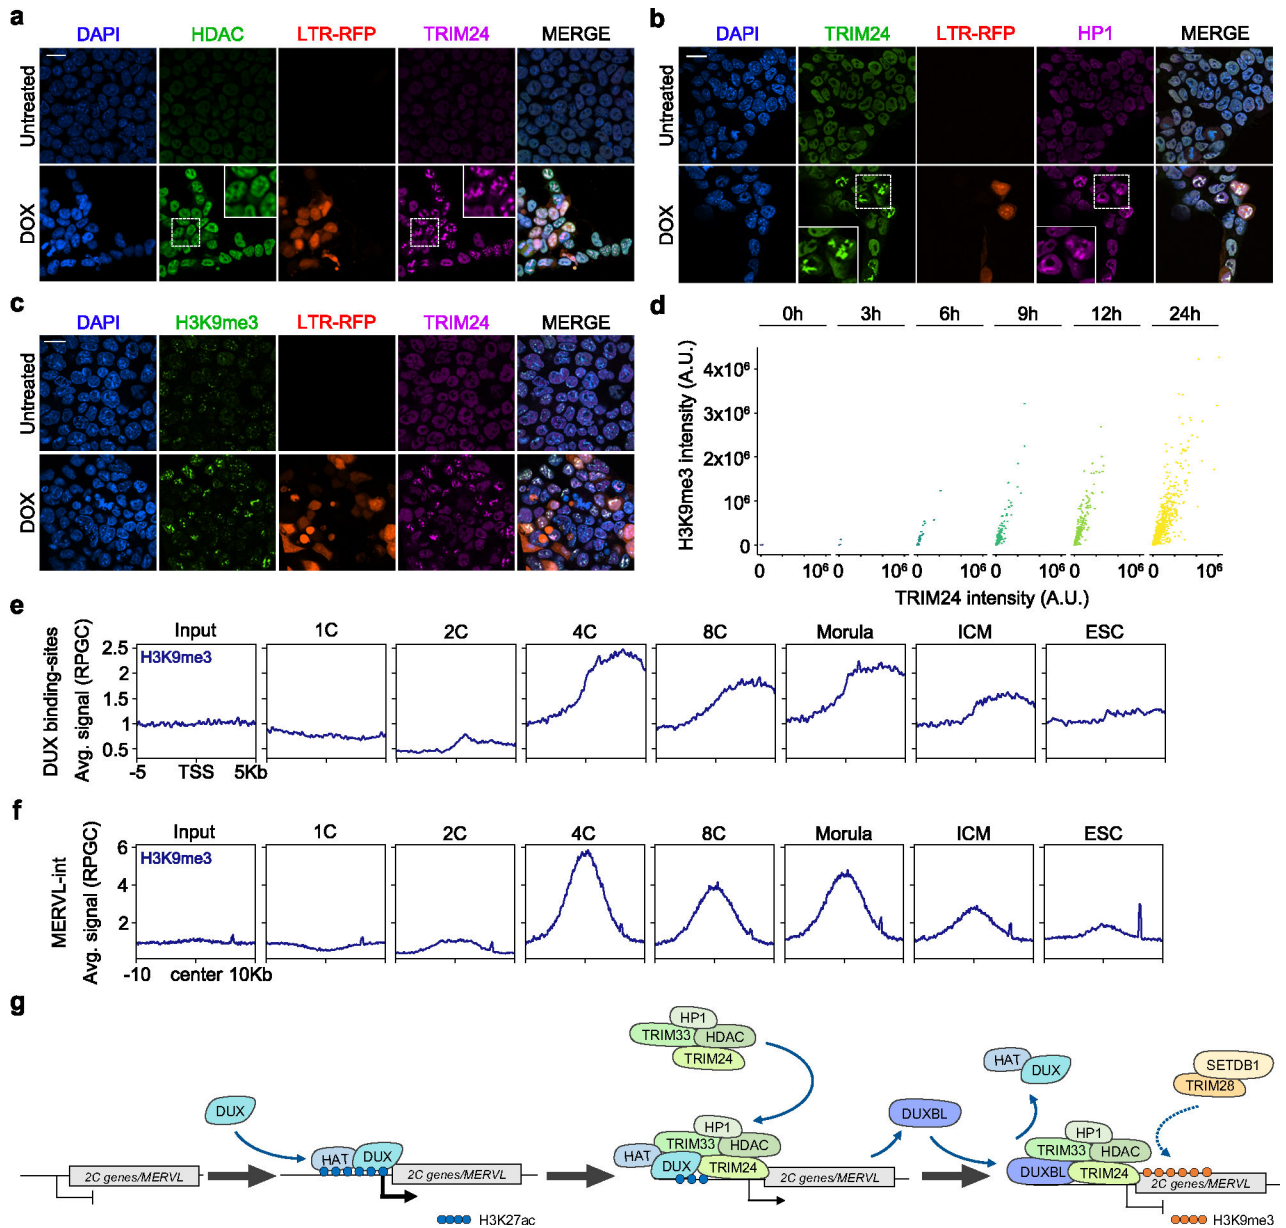 a
DAPI HDAC LTR-RFP TRIM24 MERGE
Untreated
DOX
b
DAPI TRIM24 LTR-RFP HP1 MERGE
Untreated
DOX
c
DAPI H3K9me3 LTR-RFP TRIM24 MERGE
Untreated
DOX
d
0h 3h 6h 9h 12h 24h
H3K9me3 intensity (A.U.)
4x10⁶
3x10⁶
2x10⁶
10⁶
0
0 10⁶ 0 10⁶ 0 10⁶ 0 10⁶ 0 10⁶ 0 10⁶
TRIM24 intensity (A.U.)
e
Input 1C 2C 4C 8C Morula ICM ESC
DUX binding-sites
Avg. signal (RPGC)
2.5
2
1.5
1
0.5
H3K9me3
-5 TSS 5Kb
f
Input 1C 2C 4C 8C Morula ICM ESC
MERVL-int
Avg. signal (RPGC)
6
4
2
H3K9me3
-10 center 10Kb
g
HP1
TRIM33 HDAC
TRIM24
HAT
DUX
SETDB1
TRIM28
DUX
DUXBL
HP1
TRIM33 HDAC
HAT
DUX
TRIM24
HP1
TRIM33 HDAC
DUXBL TRIM24
HAT DUX
2C genes/MERVL
2C genes/MERVL
2C genes/MERVL
2C genes/MERVL
H3K27ac
H3K9me3